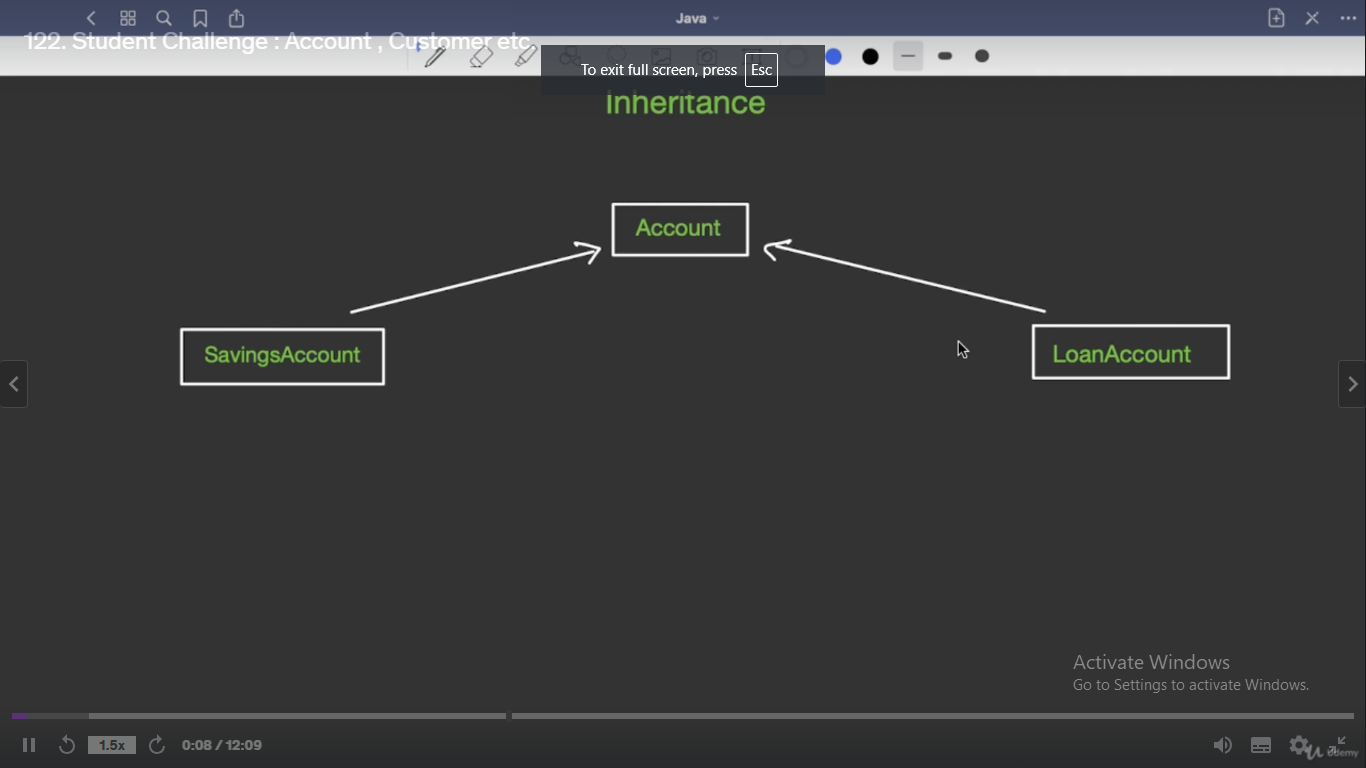 Java
122. Student Challenge : Account , Customer etc
To exit full screen, press Esc
Inheritance
Account
SavingsAccount
LoanAccount
Activate Windows
Go to Settings to activate Windows.
1.5x
0:08 / 12:09
Udemy